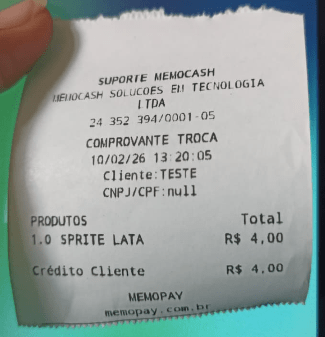 SUPORTE MEMOCASH
MEMOCASH SOLUCOES EM TECNOLOGIA
LTDA
24 352 394/0001-05
COMPROVANTE TROCA
10/02/26 13:20:05
Cliente:TESTE
CNPJ/CPF:null
PRODUTOS Total
1.0 SPRITE LATA R$ 4,00
Crédito Cliente R$ 4,00
MEMOPAY
memopay.com.br